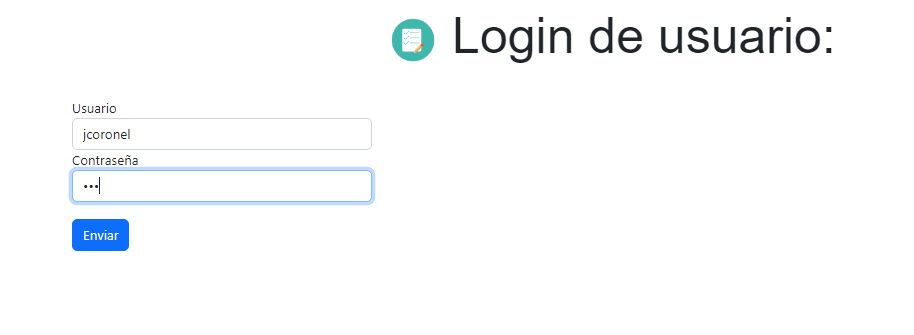 Login de usuario:
Usuario
jcoronel
Contraseña
•••
Enviar